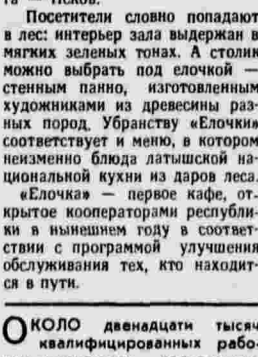 Посетители словно попадают
в лес: интерьер зала выдержан в
мягких зеленых тонах. А столик
можно выбрать под елочкой —
стенным панно, изготовленным
художниками из древесины раз-
ных пород. Убранству «Елочки»
соответствует и меню, в котором
неизменно блюда латышской на-
циональной кухни из даров леса.
«Елочка» — первое кафе, от-
крытое кооператорами республи-
ки в нынешнем году в соответ-
ствии с программой улучшения
обслуживания тех, кто находит-
ся в пути.
ОКОЛО двенадцати тысяч
квалифицированных рабо-